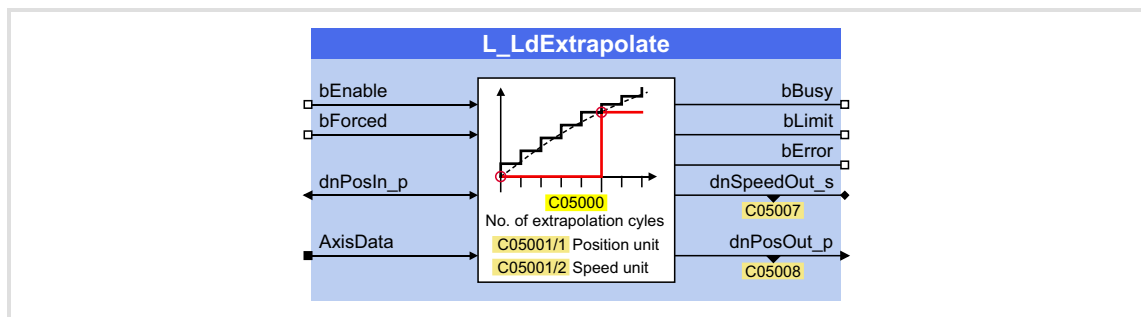 L_LdExtrapolate
bEnable
bForced
dnPosIn_p
AxisData
C05000
No. of extrapolation cyles
C05001/1 Position unit
C05001/2 Speed unit
bBusy
bLimit
bError
dnSpeedOut_s
C05007
dnPosOut_p
C05008